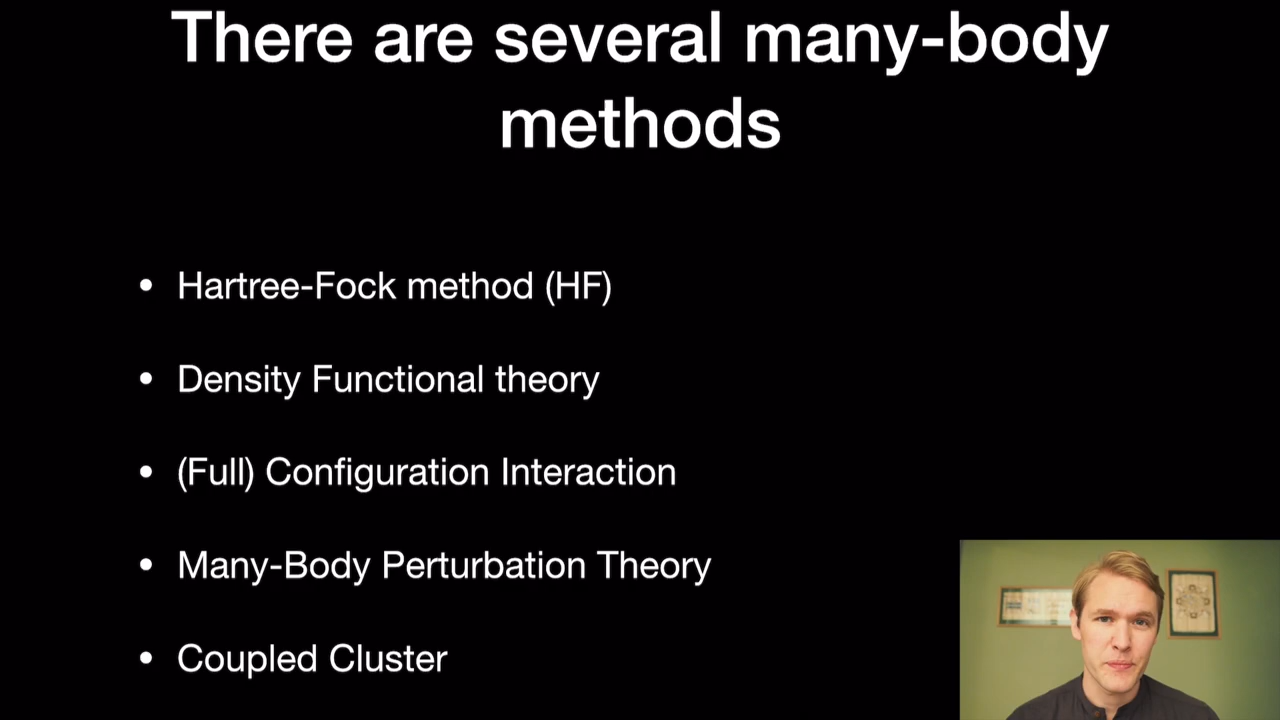 There are several many-body
methods
• Hartree-Fock method (HF)
• Density Functional theory
• (Full) Configuration Interaction
• Many-Body Perturbation Theory
• Coupled Cluster